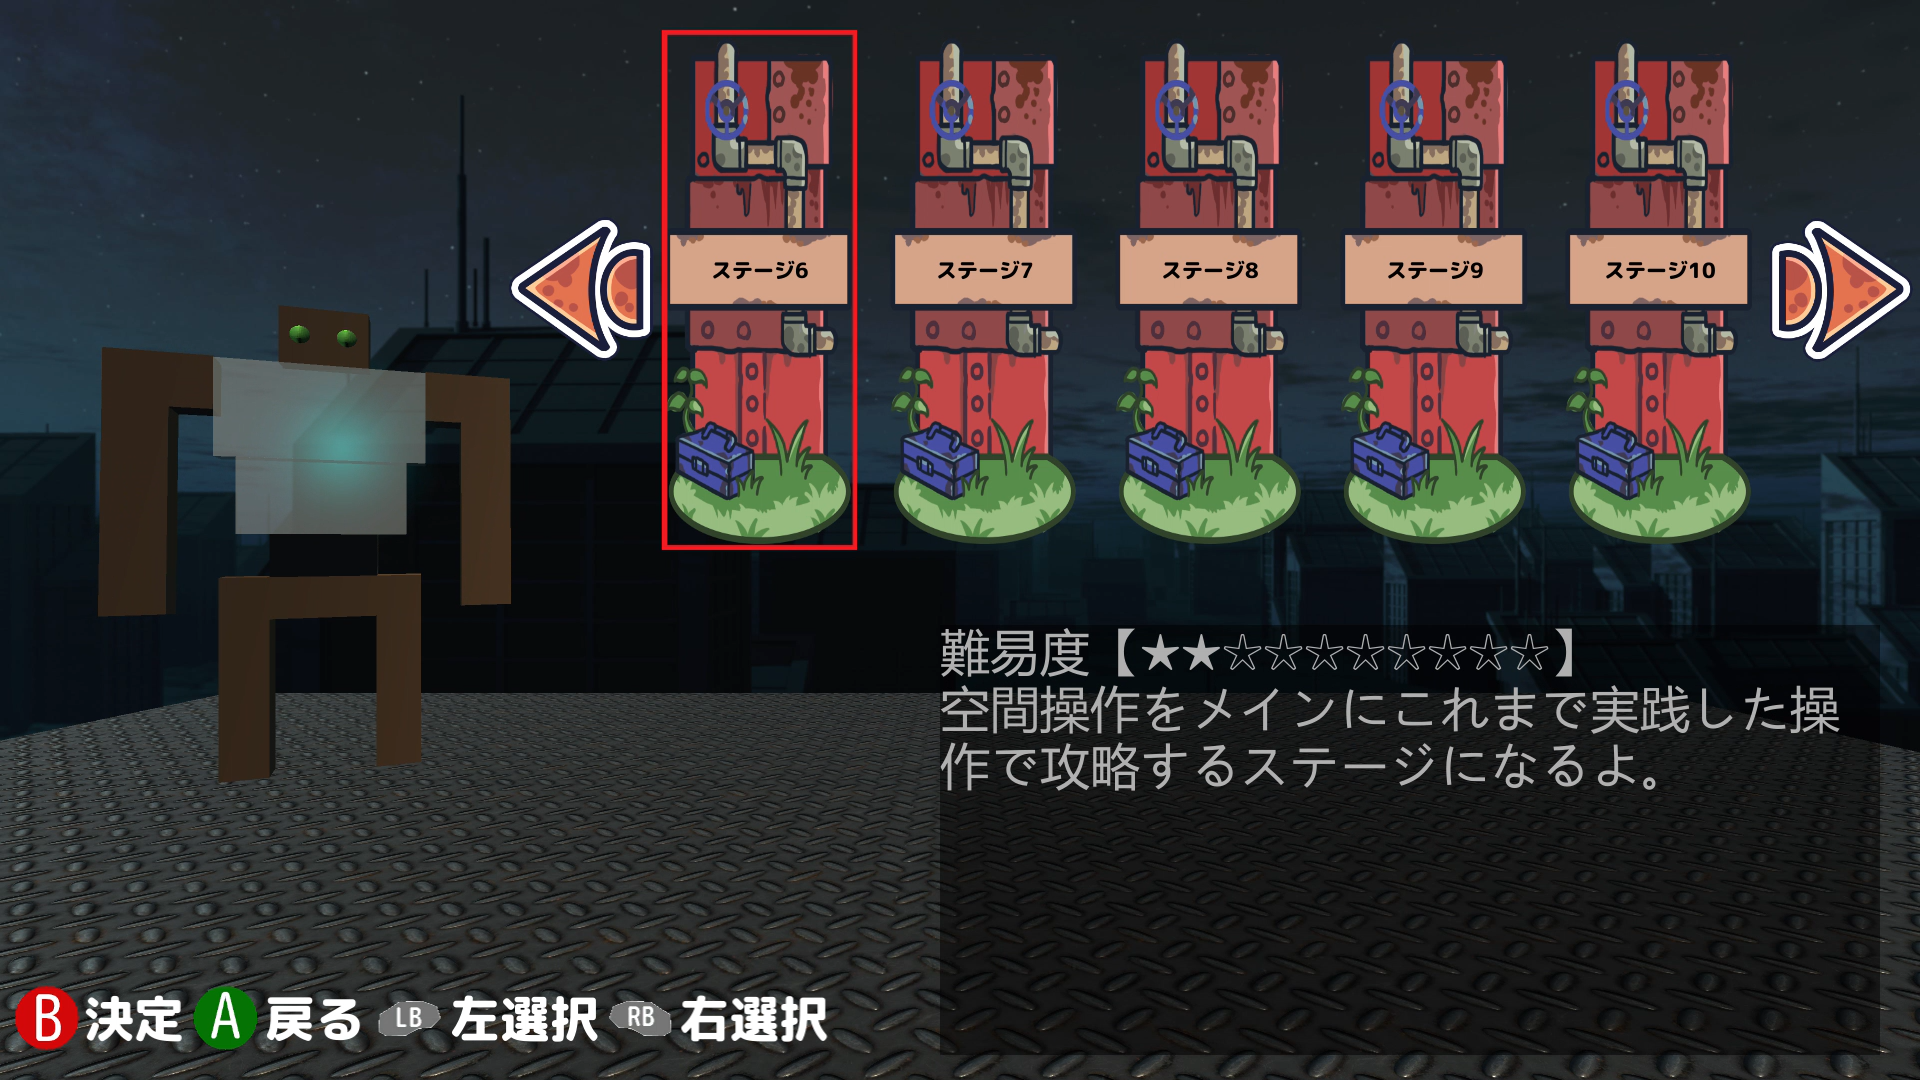 ステージ6
ステージ7
ステージ8
ステージ9
ステージ10
難易度【★★☆☆☆☆☆☆☆☆】
空間操作をメインにこれまで実践した操
作で攻略するステージになるよ。
B 決定 A 戻る LB 左選択 RB 右選択